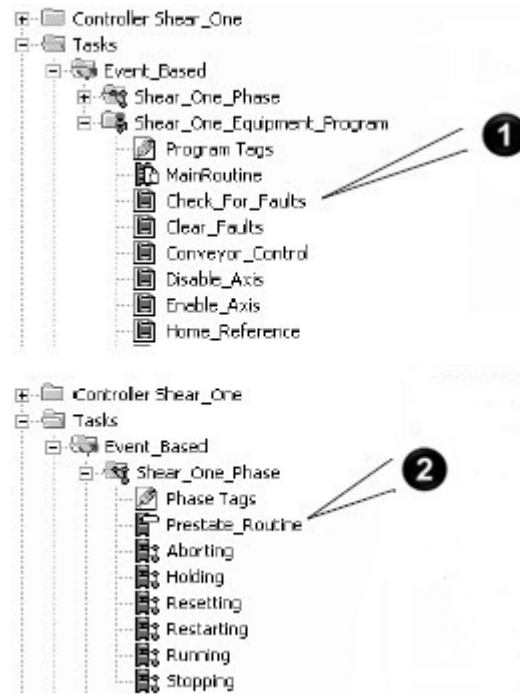 Controller Shear_One
Tasks
Event_Based
Shear_One_Phase
Shear_One_Equipment_Program
1
Program Tags
MainRoutine
Check_For_Faults
Clear_Faults
Conveyor_Control
Disable_Axis
Enable_Axis
Home_Reference
Controller Shear_One
Tasks
Event_Based
Shear_One_Phase
2
Phase Tags
Prestate_Routine
Aborting
Holding
Resetting
Restarting
Running
Stopping